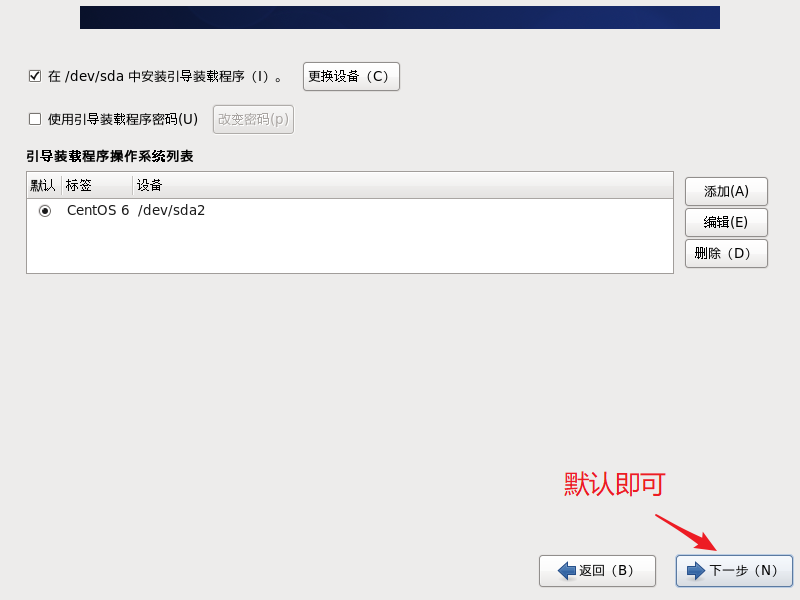 在 /dev/sda 中安装引导装载程序（I）。 更换设备（C）
使用引导装载程序密码(U) 改变密码(p)
引导装载程序操作系统列表
默认 标签 设备
添加(A)
CentOS 6 /dev/sda2
编辑(E)
删除（D）
默认即可
返回（B） 下一步（N）